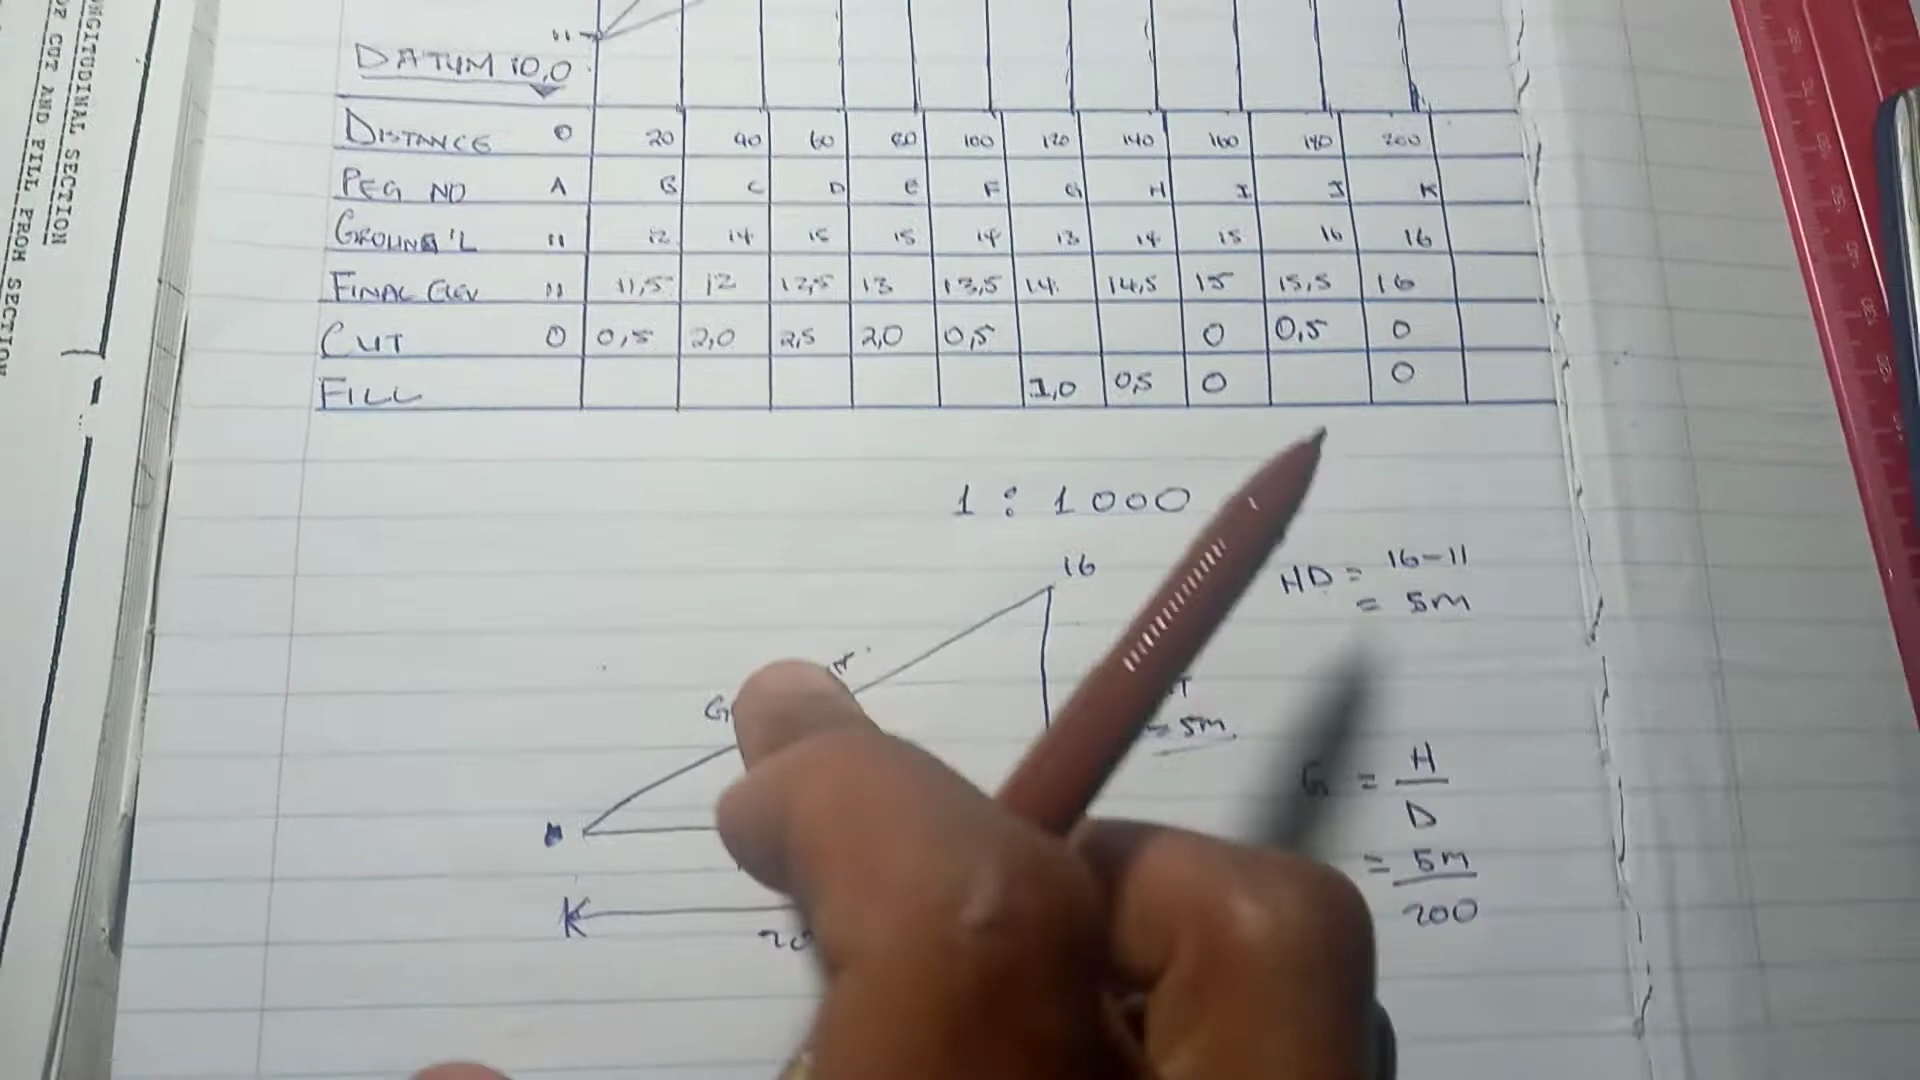 NGITUDINAL SECTION
OF CUT AND FILL FROM SECTION
11
DATUM 10,0
DISTANCE 0 20 40 60 80 100 120 140 160 180 200
PEG NO A B C D E F G H I J K
GROUND'L 11 12 14 15 15 14 13 14 15 16 16
FINAL ELEV 11 11,5 12 12,5 13 13,5 14 14,5 15 15,5 16
CUT 0 0,5 2,0 2,5 2,0 0,5 0 0,5 0
FILL 1,0 0,5 0 0
1 : 1000
16
HD = 16-11
= 5m
= 5m
G = H
D
= 5m
200